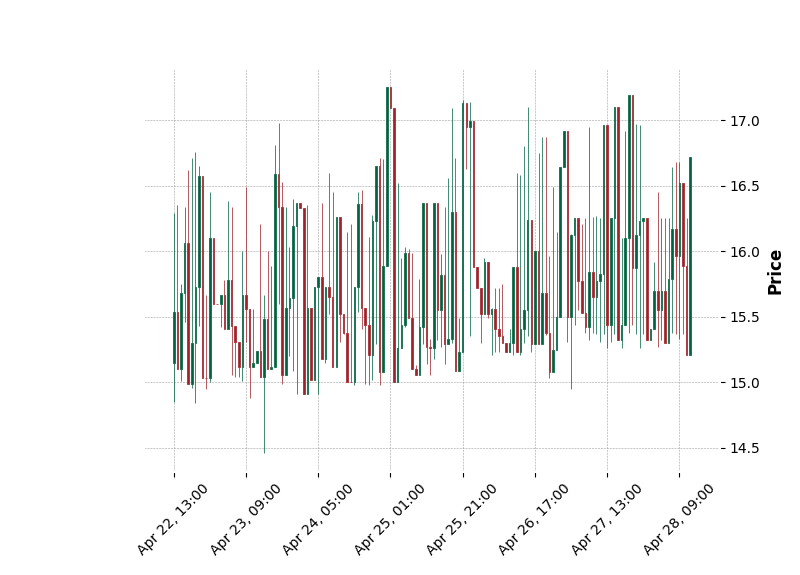 17.0
16.5
16.0
15.5
15.0
14.5
Price
Apr 22, 13:00
Apr 23, 09:00
Apr 24, 05:00
Apr 25, 01:00
Apr 25, 21:00
Apr 26, 17:00
Apr 27, 13:00
Apr 28, 09:00